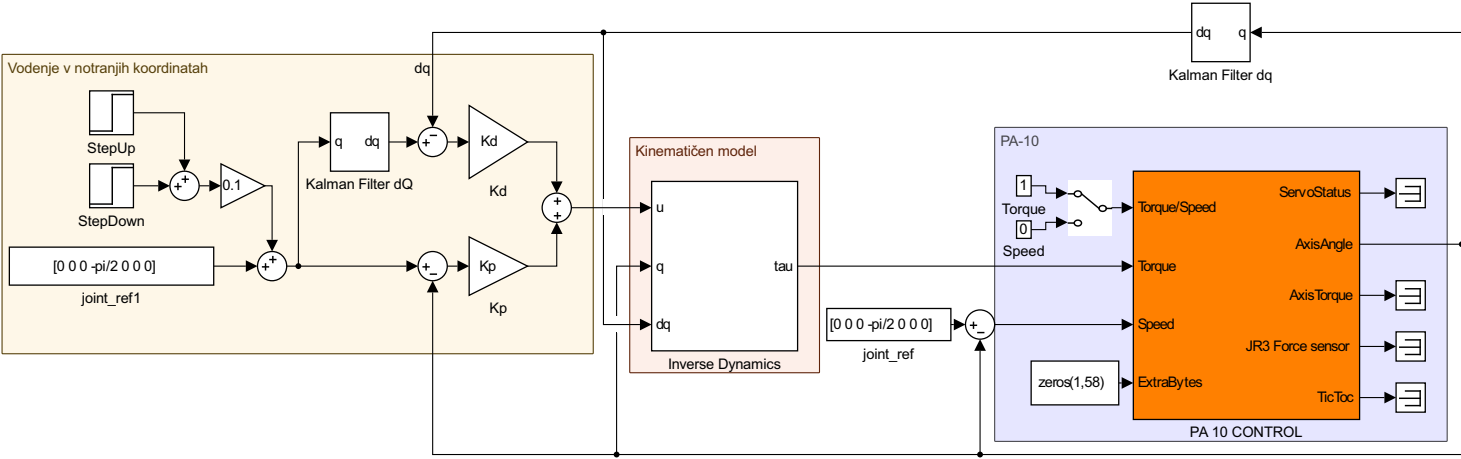 dq
q
Kalman Filter dq
Vodenje v notranjih koordinatah
dq
StepUp
q
dq
Kalman Filter dQ
Kd
Kd
StepDown
0.1
[0 0 0 -pi/2 0 0 0]
joint_ref1
Kp
Kp
Kinematičen model
u
q
dq
tau
Inverse Dynamics
[0 0 0 -pi/2 0 0 0]
joint_ref
PA-10
1
Torque
0
Speed
zeros(1,58)
Torque/Speed
Torque
Speed
ExtraBytes
ServoStatus
AxisAngle
AxisTorque
JR3 Force sensor
TicToc
PA 10 CONTROL